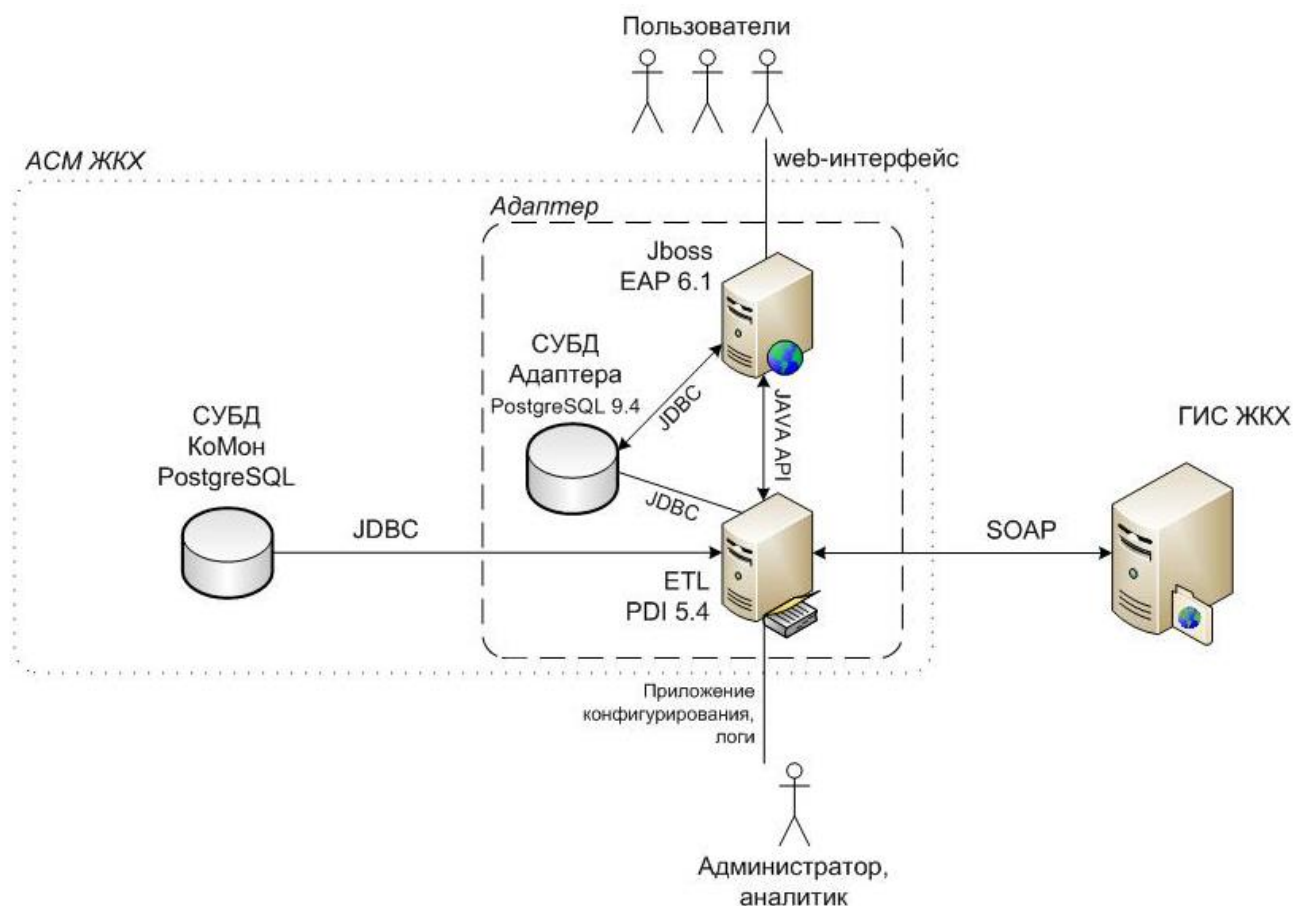 Пользователи
АСМ ЖКХ
web-интерфейс
Адаптер
Jboss
EAP 6.1
СУБД
Адаптера
PostgreSQL 9.4
JDBC
JAVA API
СУБД
КоМон
PostgreSQL
ГИС ЖКХ
JDBC
JDBC
SOAP
ETL
PDI 5.4
Приложение
конфигурирования,
логи
Администратор,
аналитик